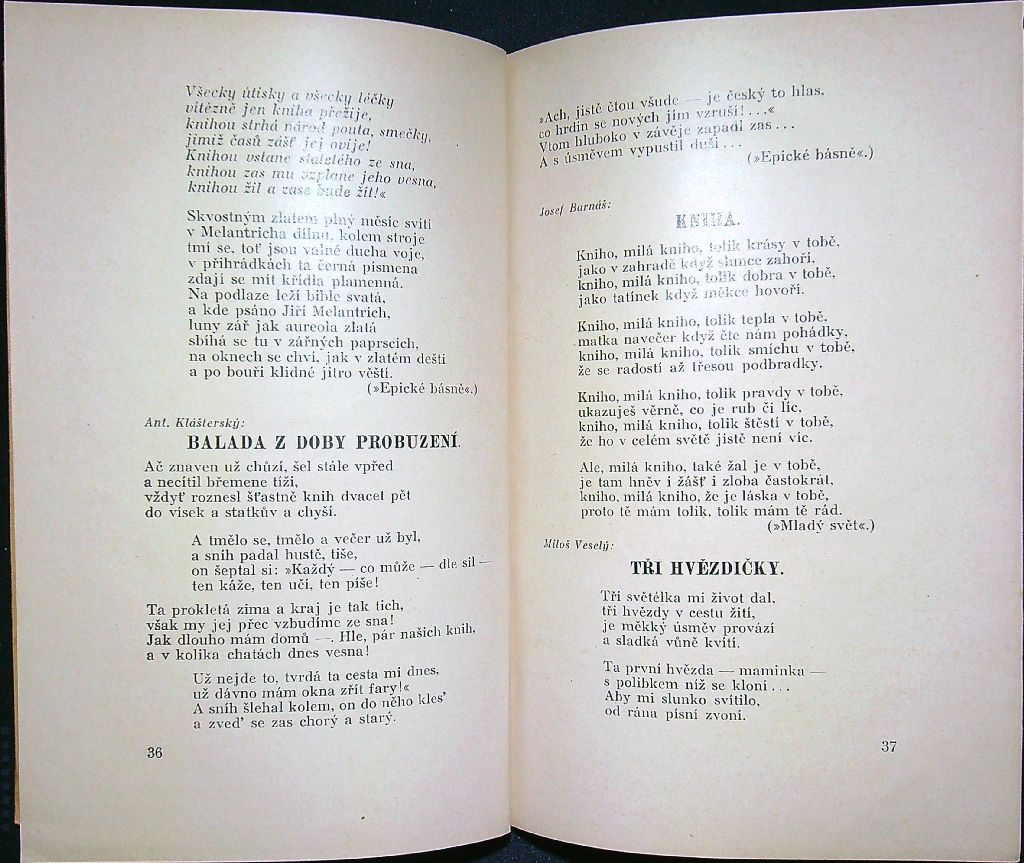 Všecky útisky a všecky léčky
vítězně jen kniha přežije,
knihou strhá národ pouta, smečky,
jimiž časů zášť jej ovije!
Knihou vstane staletého ze sna,
knihou zas mu vzplane jeho vesna,
knihou žil a zase bude žít!«
Skvostným zlatem plný měsíc svítí
v Melantricha dílnu, kolem stroje
tmí se, toť jsou valné ducha voje,
v přihrádkách ta černá písmena
zdají se mít křídla plamenná.
Na podlaze leží bible svatá,
a kde psáno Jiří Melantrich,
luny zář jak aureola zlatá
sbíhá se tu v zářných paprscích,
na oknech se chví, jak v zlatém dešti
a po bouři klidné jitro věští.
(»Epické básně«.)
Ant. Klášterský:
BALADA Z DOBY PROBUZENÍ.
Ač znaven už chůzí, šel stále vpřed
a necítil břemene tíži,
vždyť roznesl šťastně knih dvacet pět
do vísek a statkův a chyší.
A tmělo se, tmělo a večer už byl,
a sníh padal hustě, tiše,
on šeptal si: »Každý — co může — dle sil —
ten káže, ten učí, ten píše!
Ta prokletá zima a kraj je tak tich,
však my jej přec vzbudíme ze sna!
Jak dlouho mám domů —. Hle, pár našich knih,
a v kolika chatách dnes vesna!
Už nejde to, tvrdá ta cesta mi dnes,
už dávno mám okna zřít fary!«
A sníh šlehal kolem, on do něho kles'
a zveď' se zas chorý a starý.
36
»Ach, jistě čtou všude — je český to hlas,
co hrdin se nových jím vzruší! . . .«
Vtom hluboko v závěje zapadl zas . . .
A s úsměvem vypustil duši . . .
(»Epické básně«.)
Josef Barnáš:
KNIHA.
Kniho, milá kniho, tolik krásy v tobě,
jako v zahradě když slunce zahoří,
kniho, milá kniho, tolik dobra v tobě,
jako tatínek když měkce hovoří.
Kniho, milá kniho, tolik tepla v tobě,
matka navečer když čte nám pohádky,
kniho, milá kniho, tolik smíchu v tobě,
že se radostí až třesou podbradky.
Kniho, milá kniho, tolik pravdy v tobě,
ukazuješ věrně, co je rub či líc,
kniho, milá kniho, tolik štěstí v tobě,
že ho v celém světě jistě není víc.
Ale, milá kniho, také žal je v tobě,
je tam hněv i žášť i zloba častokrát,
kniho, milá kniho, že je láska v tobě,
proto tě mám tolik, tolik mám tě rád.
(»Mladý svět«.)
Miloš Veselý:
TŘI HVĚZDIČKY.
Tři světélka mi život dal,
tři hvězdy v cestu žití,
je měkký úsměv provází
a sladká vůně kvítí.
Ta první hvězda — maminka —
s polibkem níž se kloní . . .
Aby mi slunko svítilo,
od rána písní zvoní.
37